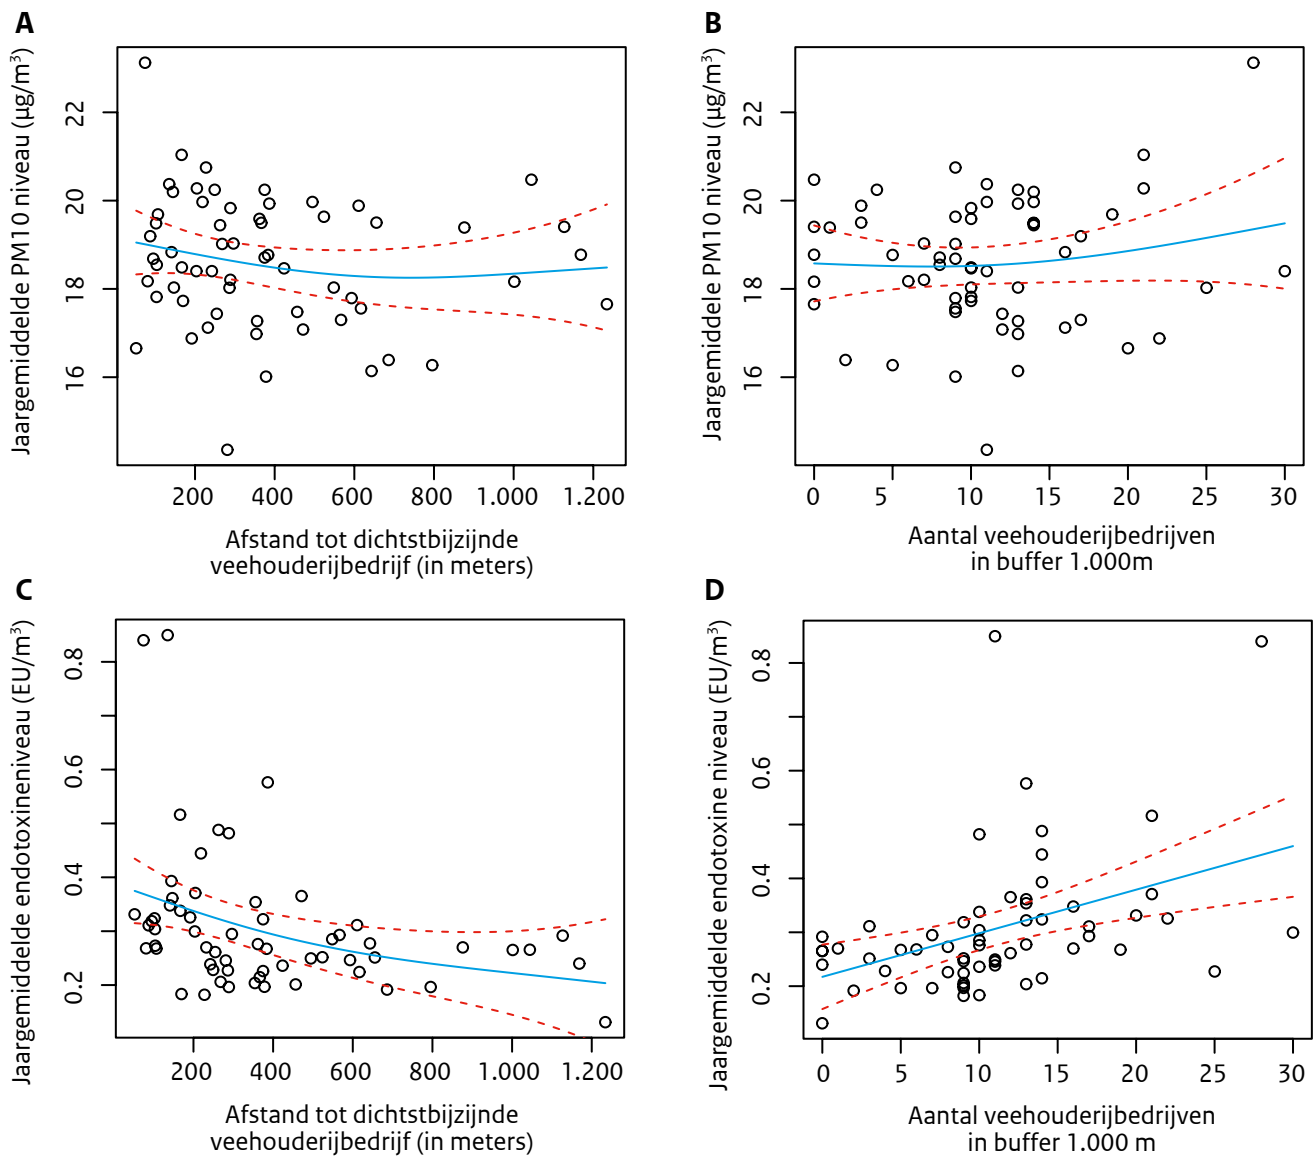 A
Jaargemiddelde PM10 niveau (µg/m³)
22
20
18
16
200 400 600 800 1.000 1.200
Afstand tot dichtstbijzijnde
veehouderijbedrijf (in meters)
B
Jaargemiddelde PM10 niveau (µg/m³)
22
20
18
16
0 5 10 15 20 25 30
Aantal veehouderijbedrijven
in buffer 1.000m
C
Jaargemiddelde endotoxineniveau (EU/m³)
0.8
0.6
0.4
0.2
200 400 600 800 1.000 1.200
Afstand tot dichtstbijzijnde
veehouderijbedrijf (in meters)
D
Jaargemiddelde endotoxine niveau (EU/m³)
0.8
0.6
0.4
0.2
0 5 10 15 20 25 30
Aantal veehouderijbedrijven
in buffer 1.000 m